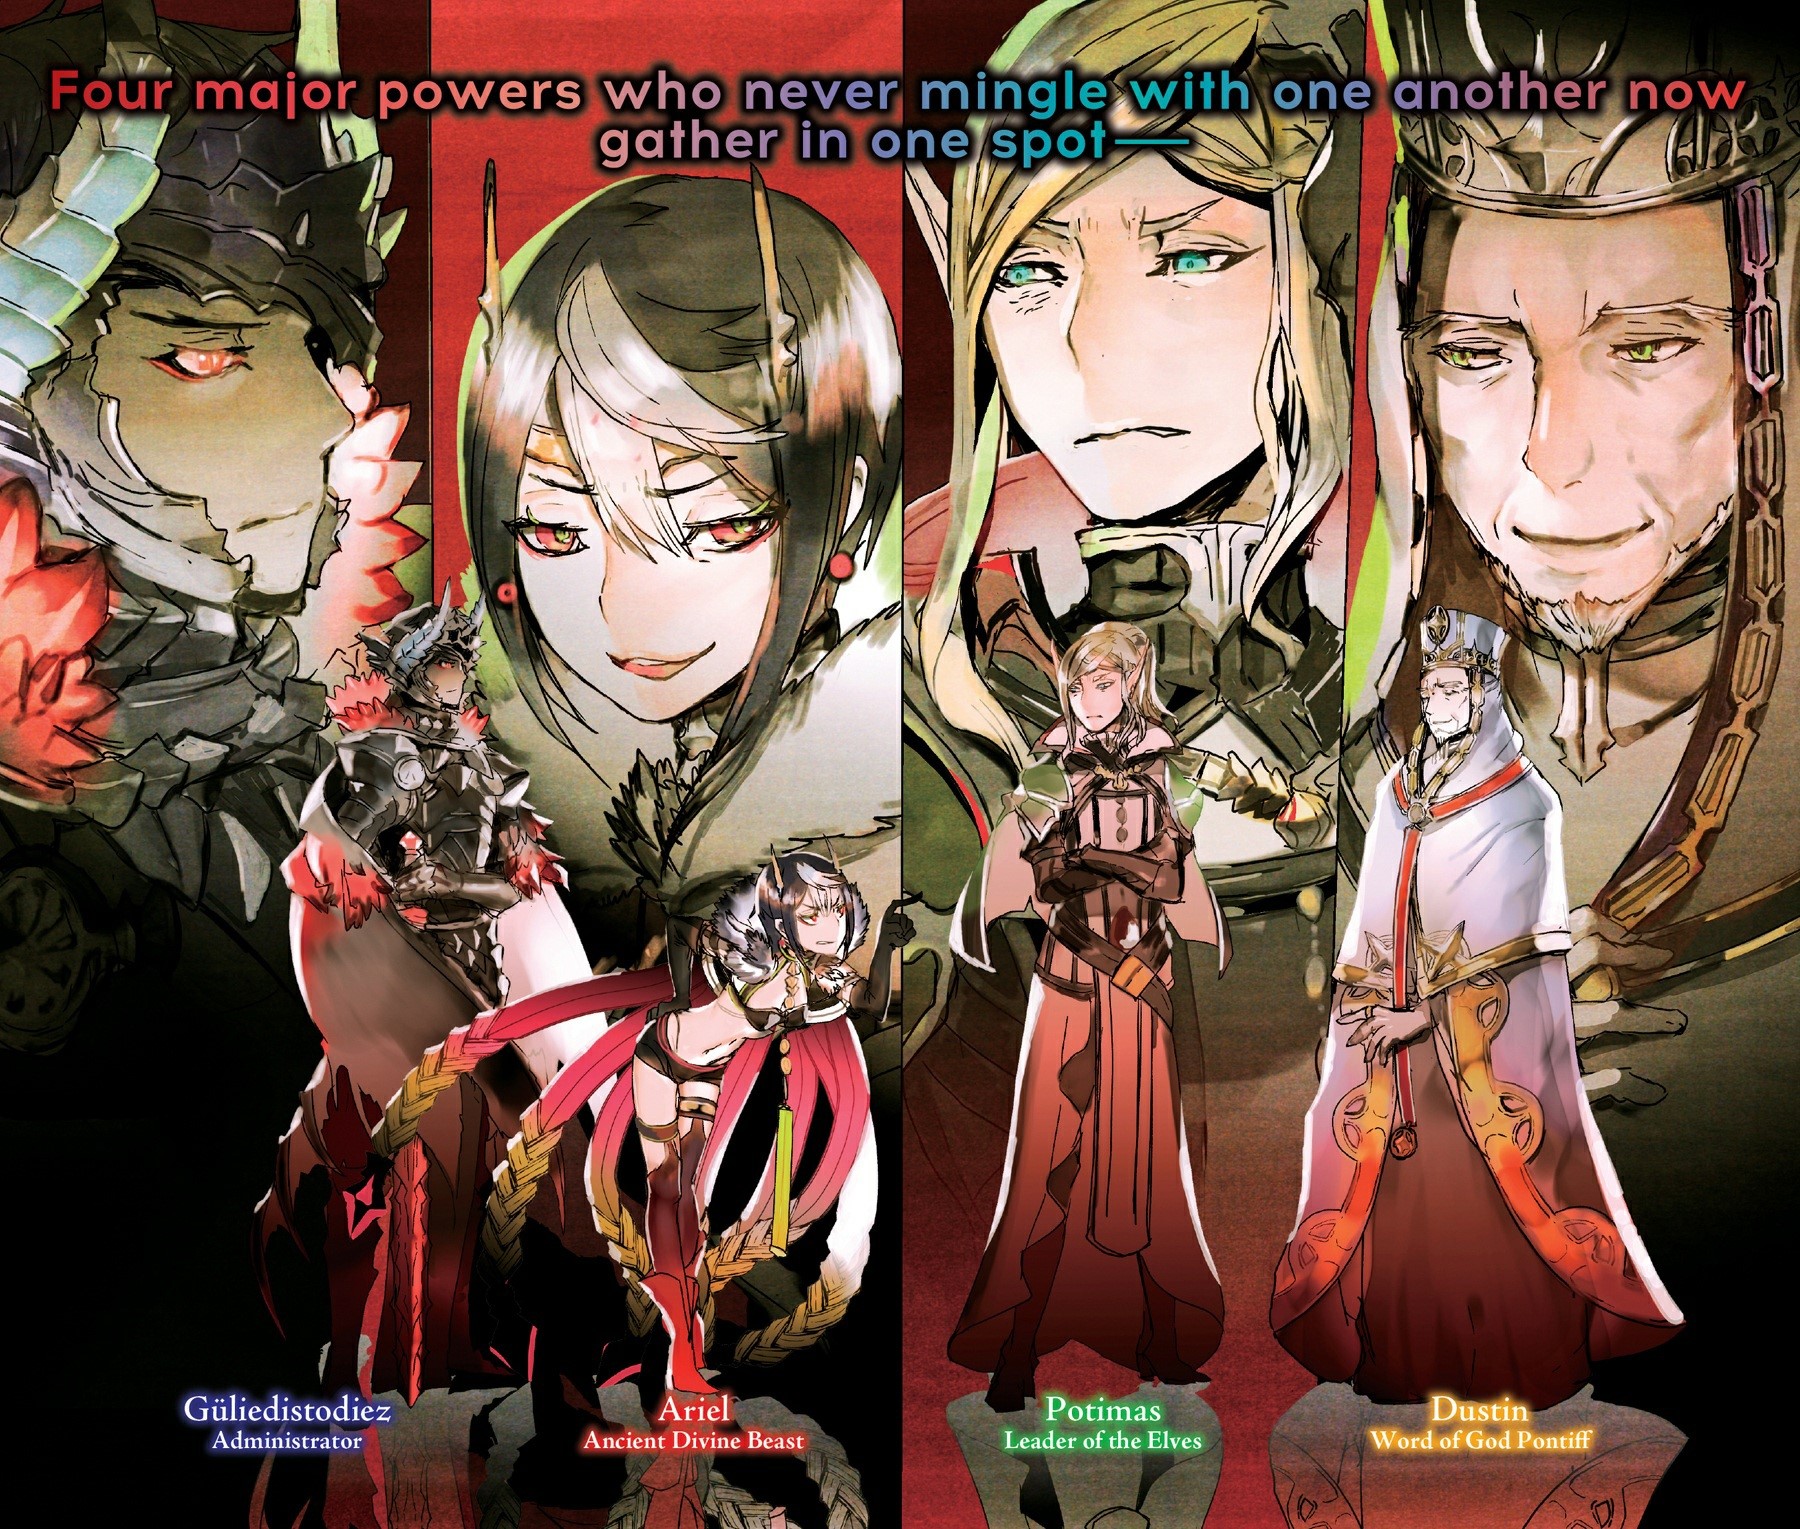 Four major powers who never mingle with one another now
gather in one spot—
Güliedistodiez
Administrator
Ariel
Ancient Divine Beast
Potimas
Leader of the Elves
Dustin
Word of God Pontiff